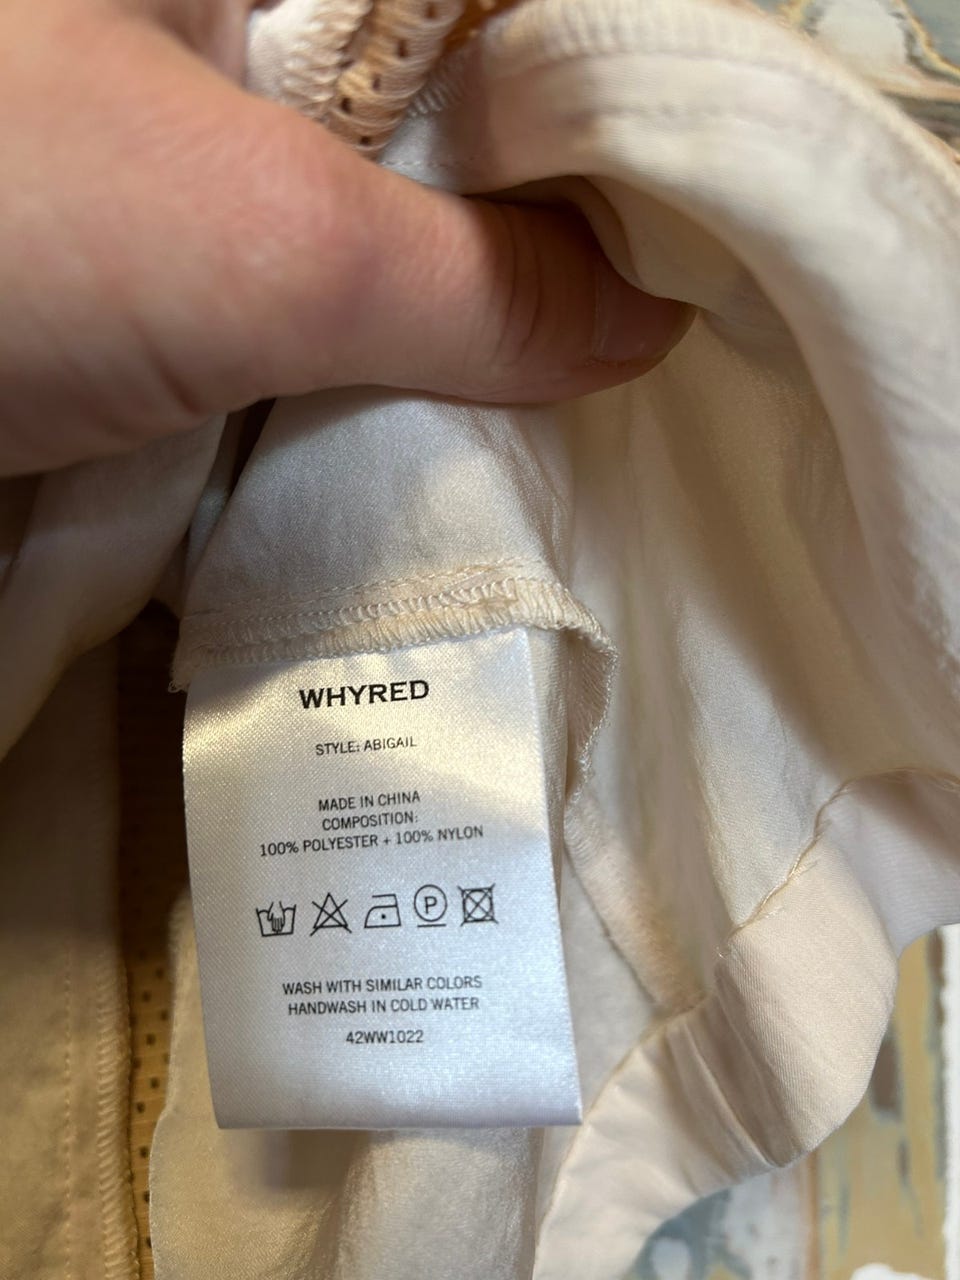 WHYRED
STYLE: ABIGAIL
MADE IN CHINA
COMPOSITION:
100% POLYESTER + 100% NYLON
P
WASH WITH SIMILAR COLORS
HANDWASH IN COLD WATER
42WW1022